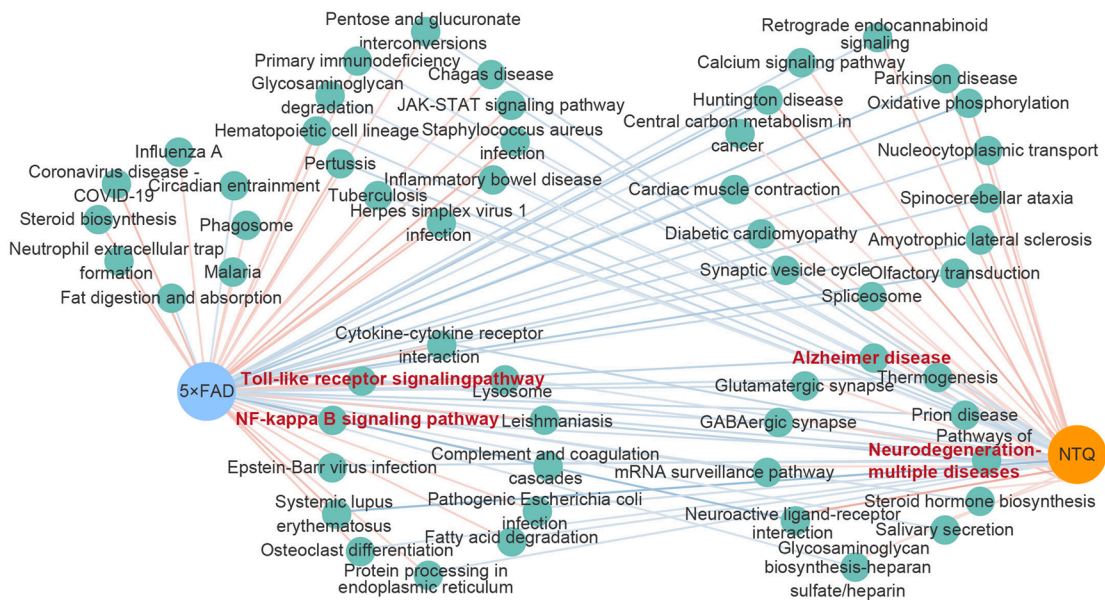 Pentose and glucuronate
interconversions
Primary immunodeficiency
Chagas disease
Glycosaminoglycan
degradation
JAK-STAT signaling pathway
Hematopoietic cell lineage
Staphylococcus aureus
infection
Influenza A
Pertussis
Coronavirus disease -
COVID-19
Circadian entrainment
Tuberculosis
Inflammatory bowel disease
Steroid biosynthesis
Phagosome
Herpes simplex virus 1
infection
Neutrophil extracellular trap
formation
Malaria
Fat digestion and absorption
Retrograde endocannabinoid
signaling
Calcium signaling pathway
Parkinson disease
Huntington disease
Oxidative phosphorylation
Central carbon metabolism in
cancer
Nucleocytoplasmic transport
Cardiac muscle contraction
Spinocerebellar ataxia
Diabetic cardiomyopathy
Amyotrophic lateral sclerosis
Synaptic vesicle cycle
Olfactory transduction
Spliceosome
Cytokine-cytokine receptor
interaction
5×FAD
Toll-like receptor signalingpathway
Lysosome
NF-kappa B signaling pathway
Leishmaniasis
Epstein-Barr virus infection
Complement and coagulation
cascades
Systemic lupus
erythematosus
Pathogenic Escherichia coli
infection
Osteoclast differentiation
Fatty acid degradation
Protein processing in
endoplasmic reticulum
Alzheimer disease
Thermogenesis
Glutamatergic synapse
Prion disease
GABAergic synapse
Pathways of
Neurodegeneration-
multiple diseases
NTQ
mRNA surveillance pathway
Steroid hormone biosynthesis
Neuroactive ligand-receptor
interaction
Salivary secretion
Glycosaminoglycan
biosynthesis-heparan
sulfate/heparin